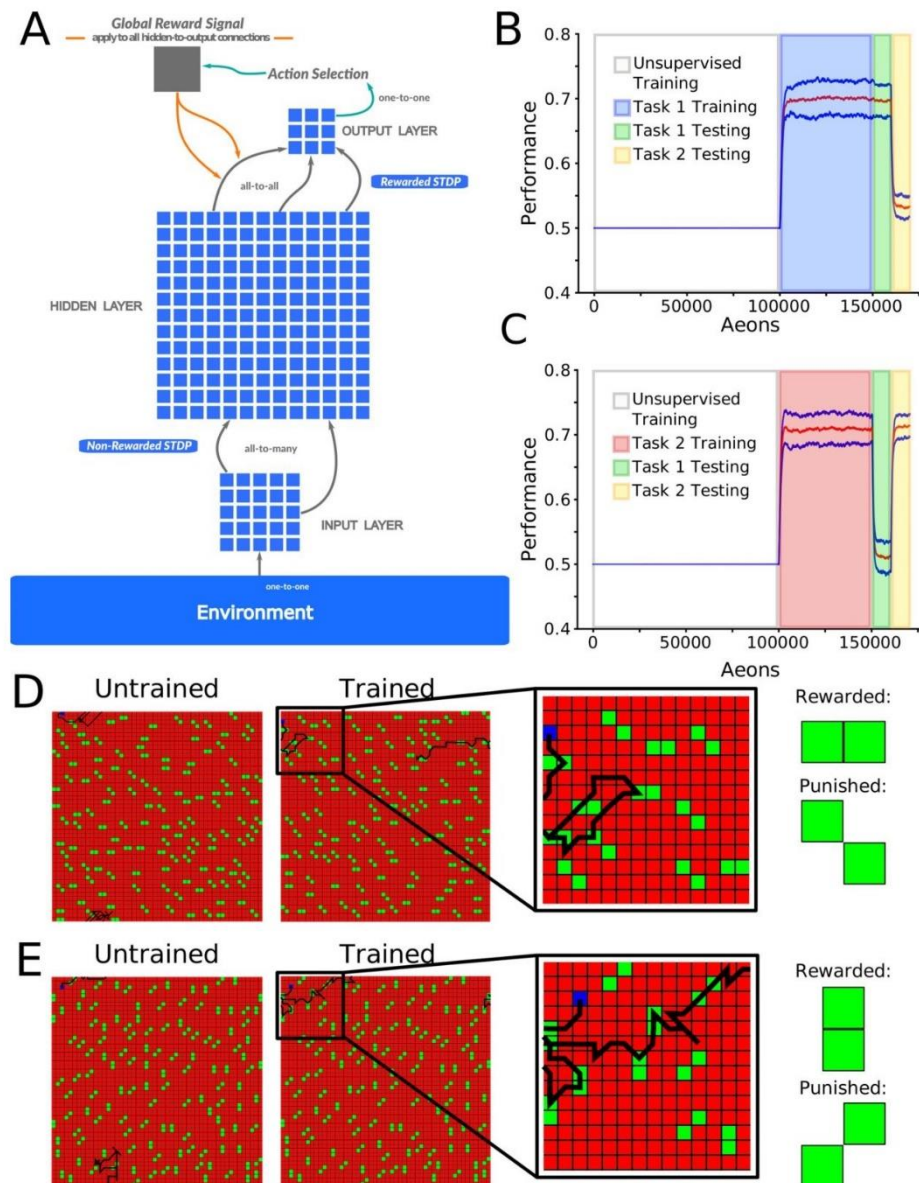 A
Global Reward Signal
apply to all hidden-to-output connections
Action Selection
one-to-one
OUTPUT LAYER
all-to-all
Rewarded STDP
HIDDEN LAYER
Non-Rewarded STDP
all-to-many
INPUT LAYER
one-to-one
Environment
B
0.8
0.7
0.6
0.5
0.4
Performance
Unsupervised
Training
Task 1 Training
Task 1 Testing
Task 2 Testing
0
50000
100000
150000
Aeons
C
0.8
0.7
0.6
0.5
0.4
Performance
Unsupervised
Training
Task 2 Training
Task 1 Testing
Task 2 Testing
0
50000
100000
150000
Aeons
D
Untrained
Trained
Rewarded:
Punished:
E
Untrained
Trained
Rewarded:
Punished: